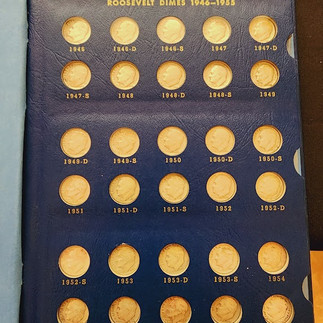 ROOSEVELT DIMES 1946–1955
1946 1946-D 1946-S 1947 1947-D
1947-S 1948 1948-D 1948-S 1949
1949-D 1949-S 1950 1950-D 1950-S
1951 1951-D 1951-S 1952 1952-D
1952-S 1953 1953-D 1953-S 1954